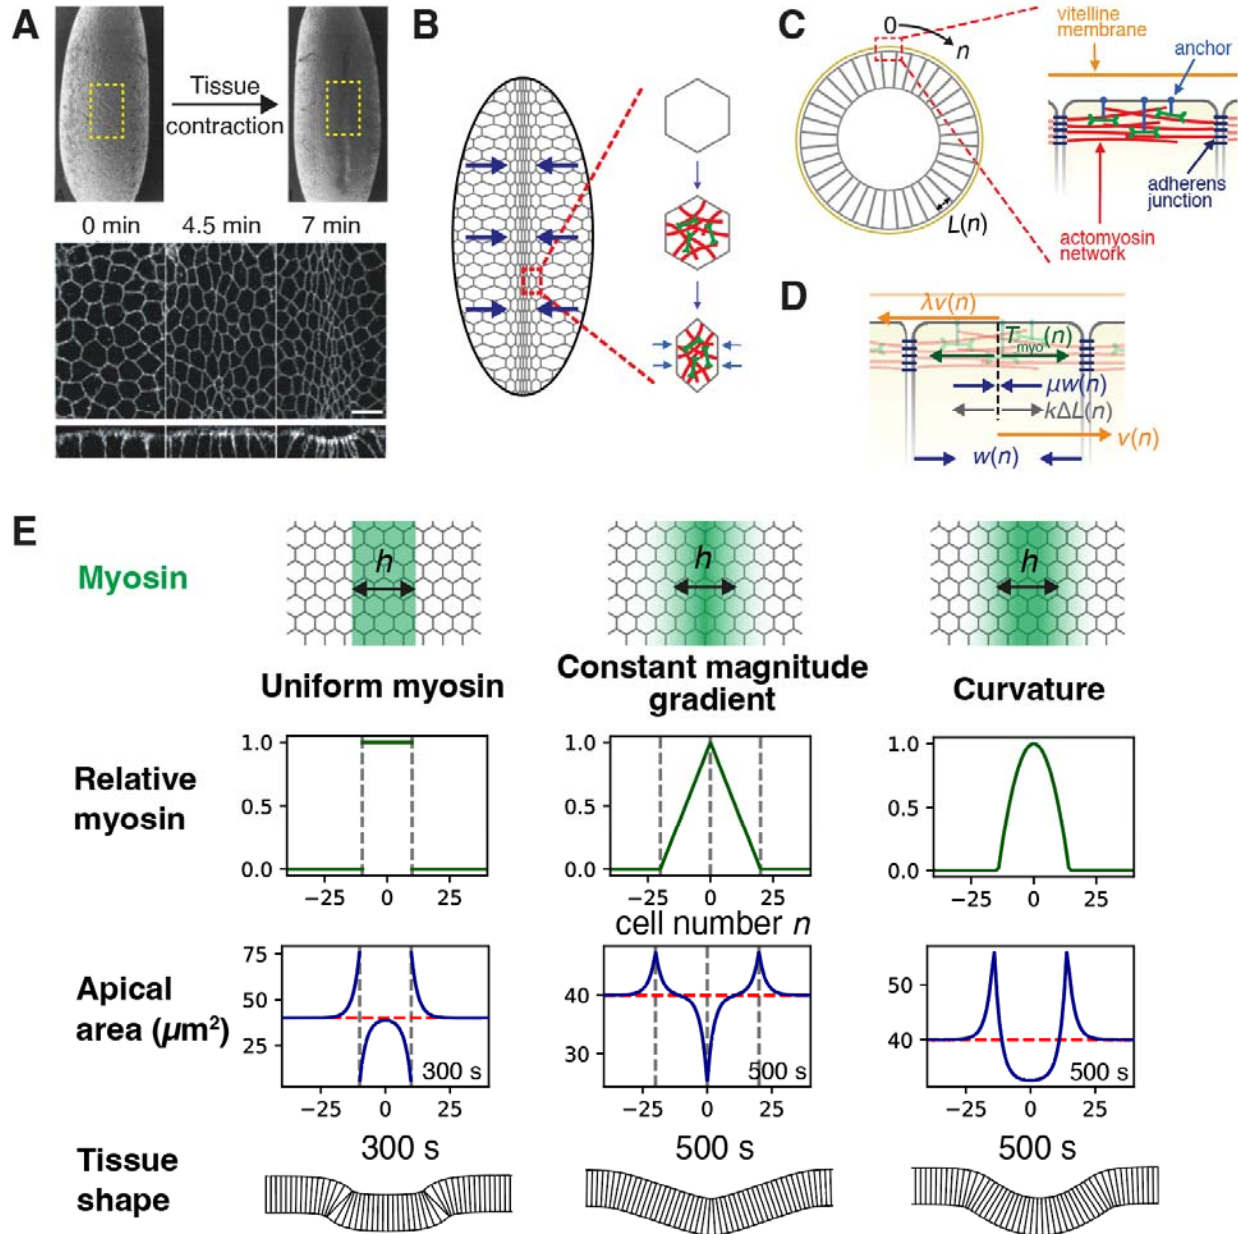 A
Tissue
contraction
0 min
4.5 min
7 min
B
C
0
n
L(n)
vitelline
membrane
anchor
adherens
junction
actomyosin
network
D
λv(n)
Tmyo(n)
μw(n)
kΔL(n)
v(n)
w(n)
E
Myosin
h
h
h
Uniform myosin
Constant magnitude
gradient
Curvature
Relative
myosin
1.0
0.5
0.0
−25 0 25
1.0
0.5
0.0
−25 0 25
cell number n
1.0
0.5
0.0
−25 0 25
Apical
area (μm²)
75
50
25
300 s
−25 0 25
40
30
500 s
−25 0 25
50
40
500 s
−25 0 25
Tissue
shape
300 s
500 s
500 s